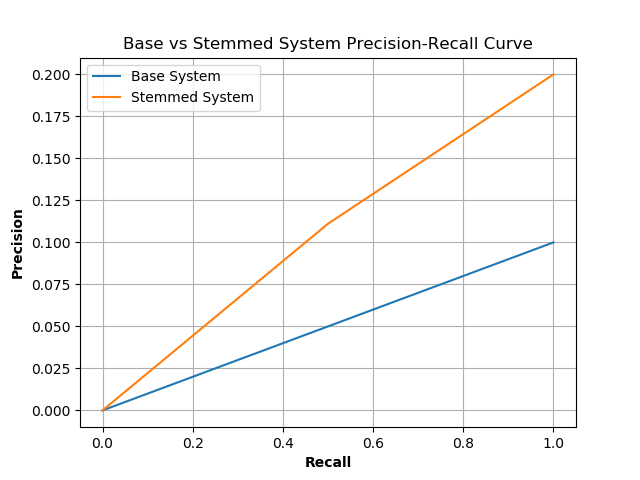 Base vs Stemmed System Precision-Recall Curve
Base System
Stemmed System
0.200
0.175
0.150
0.125
0.100
0.075
0.050
0.025
0.000
Precision
0.0 0.2 0.4 0.6 0.8 1.0
Recall